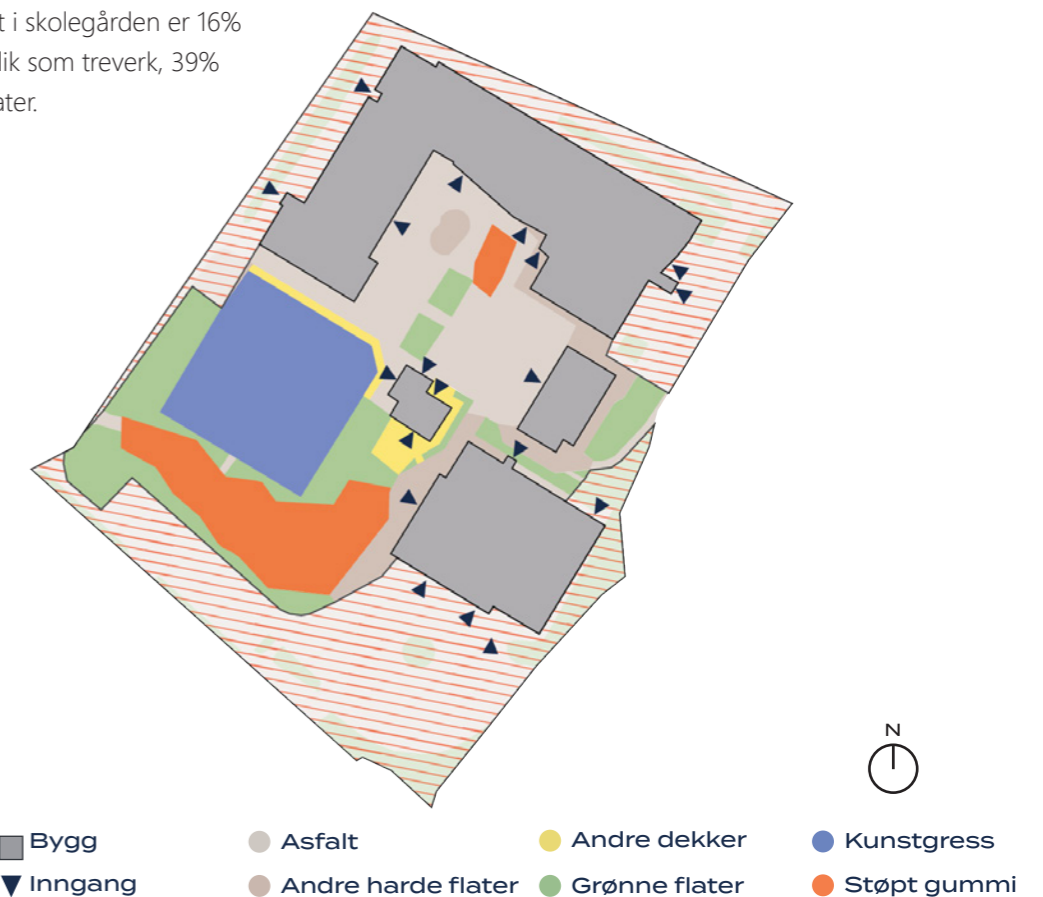 t i skolegården er 16%
lik som treverk, 39%
ater.
N
Bygg
Asfalt
Andre dekker
Kunstgress
Inngang
Andre harde flater
Grønne flater
Støpt gummi